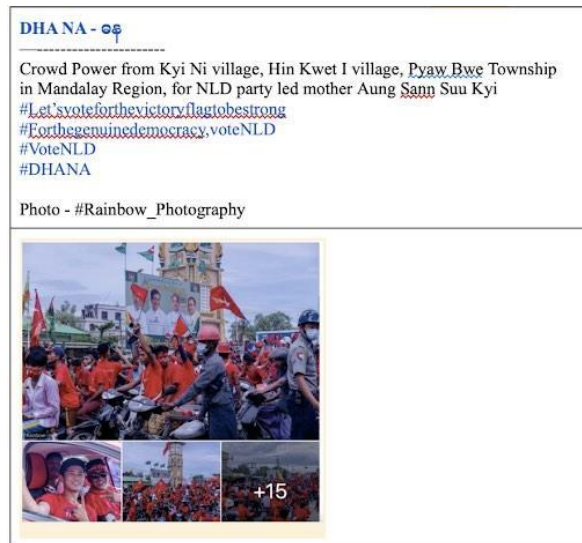 DHA NA - ဓန
-----------------------
Crowd Power from Kyi Ni village, Hin Kwet I village, Pyaw Bwe Township
in Mandalay Region, for NLD party led mother Aung Sann Suu Kyi
#Let'svoteforthevictoryflagtobestrong
#Forthegenuinedemocracy,voteNLD
#VoteNLD
#DHANA
Photo - #Rainbow_Photography
+15